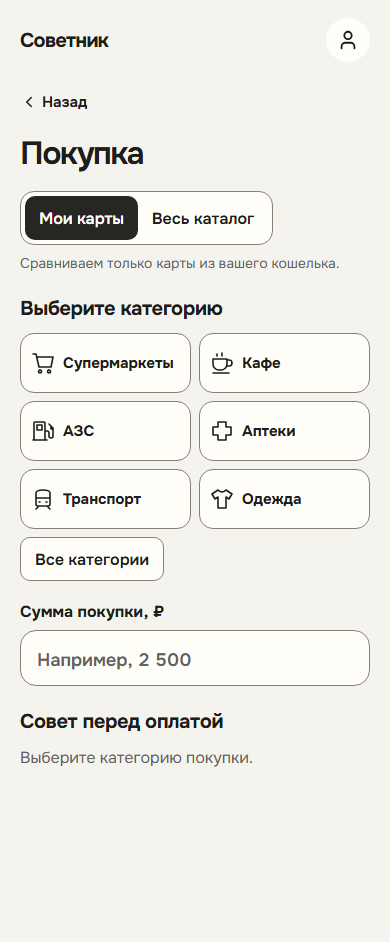 Советник
Назад
Покупка
Мои карты
Весь каталог
Сравниваем только карты из вашего кошелька.
Выберите категорию
Супермаркеты
Кафе
АЗС
Аптеки
Транспорт
Одежда
Все категории
Сумма покупки, ₽
Например, 2 500
Совет перед оплатой
Выберите категорию покупки.